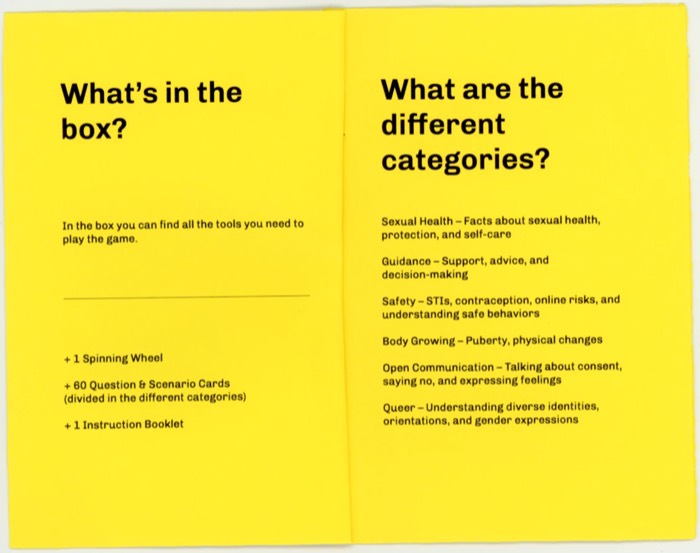 What's in the
box?
In the box you can find all the tools you need to
play the game.
+ 1 Spinning Wheel
+ 60 Question & Scenario Cards
(divided in the different categories)
+ 1 Instruction Booklet
What are the
different
categories?
Sexual Health – Facts about sexual health,
protection, and self-care
Guidance – Support, advice, and
decision-making
Safety – STIs, contraception, online risks, and
understanding safe behaviors
Body Growing – Puberty, physical changes
Open Communication – Talking about consent,
saying no, and expressing feelings
Queer – Understanding diverse identities,
orientations, and gender expressions